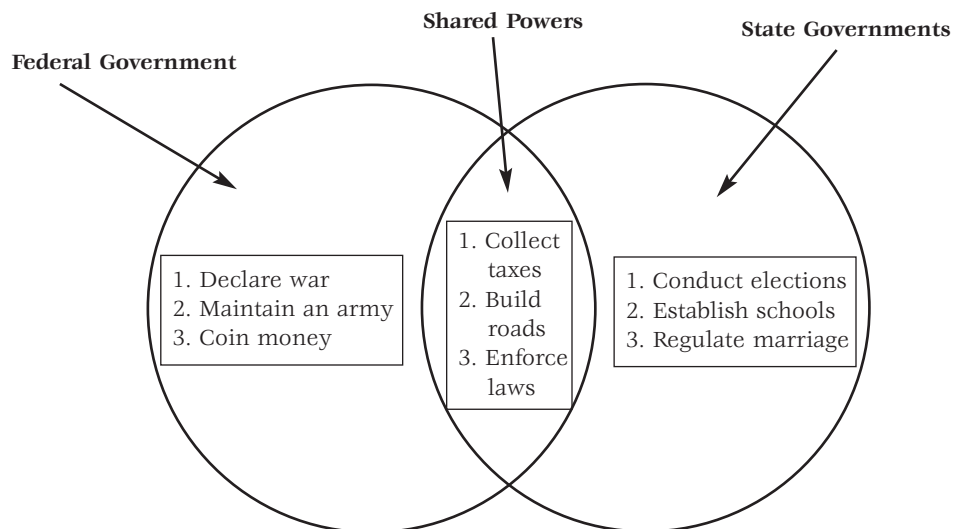 Shared Powers
State Governments
Federal Government
1. Declare war
2. Maintain an army
3. Coin money
1. Collect
taxes
2. Build
roads
3. Enforce
laws
1. Conduct elections
2. Establish schools
3. Regulate marriage